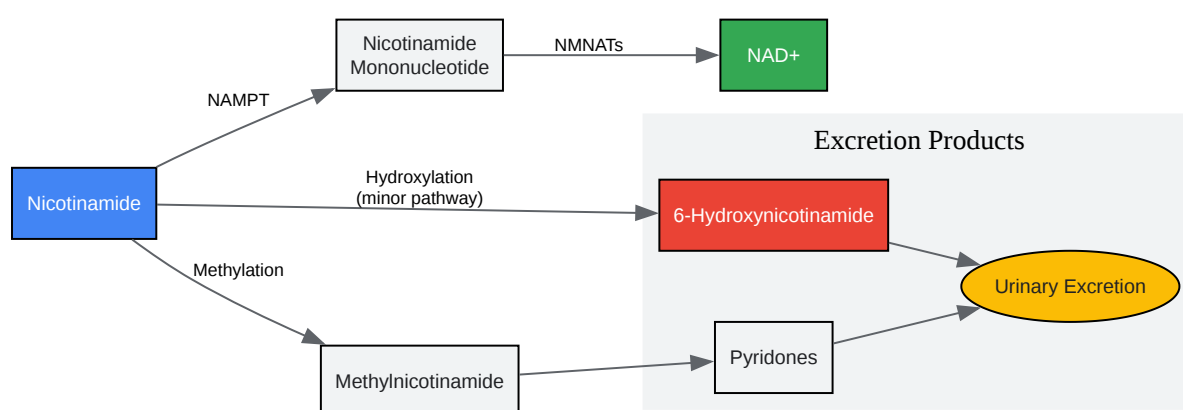 Nicotinamide
Mononucleotide
NMNATs
NAD+
NAMPT
Excretion Products
Nicotinamide
Hydroxylation
(minor pathway)
6-Hydroxynicotinamide
Methylation
Urinary Excretion
Methylnicotinamide
Pyridones